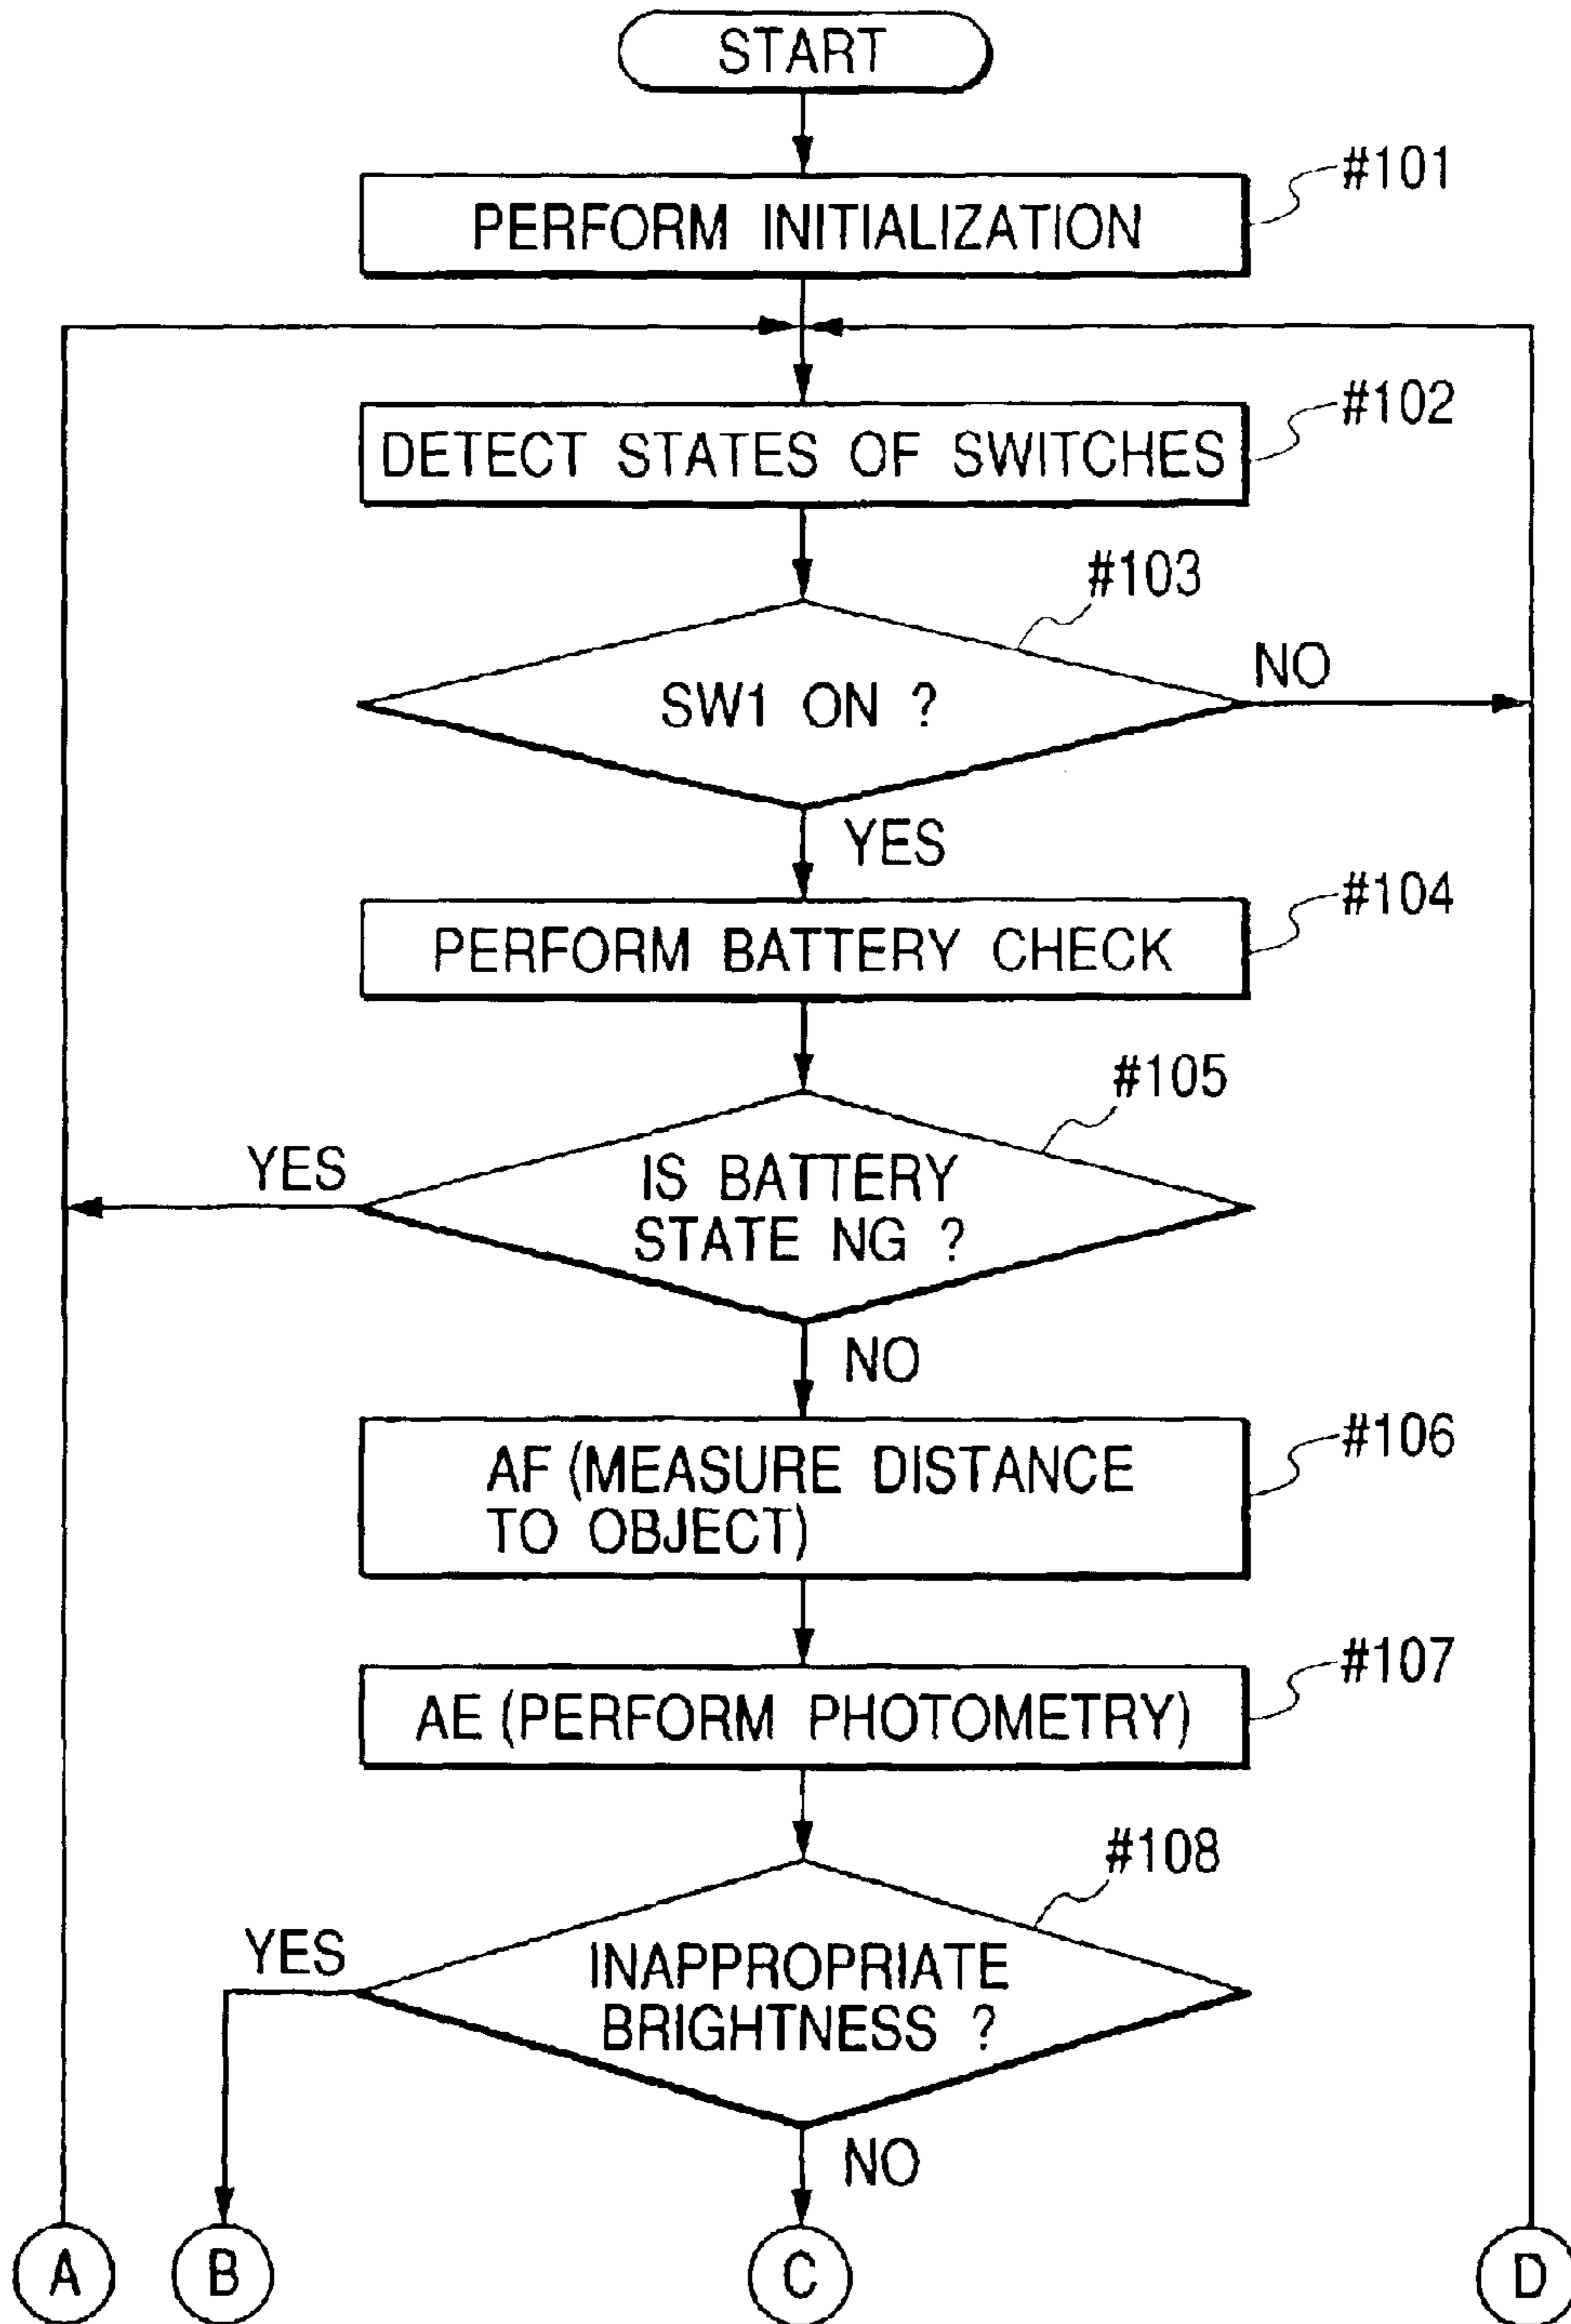 START
#101
PERFORM INITIALIZATION
#102
DETECT STATES OF SWITCHES
#103
SW1 ON ?
NO
YES
#104
PERFORM BATTERY CHECK
#105
YES
IS BATTERY
STATE NG ?
NO
#106
AF (MEASURE DISTANCE
TO OBJECT)
#107
AE (PERFORM PHOTOMETRY)
#108
YES
INAPPROPRIATE
BRIGHTNESS ?
NO
A
B
C
D